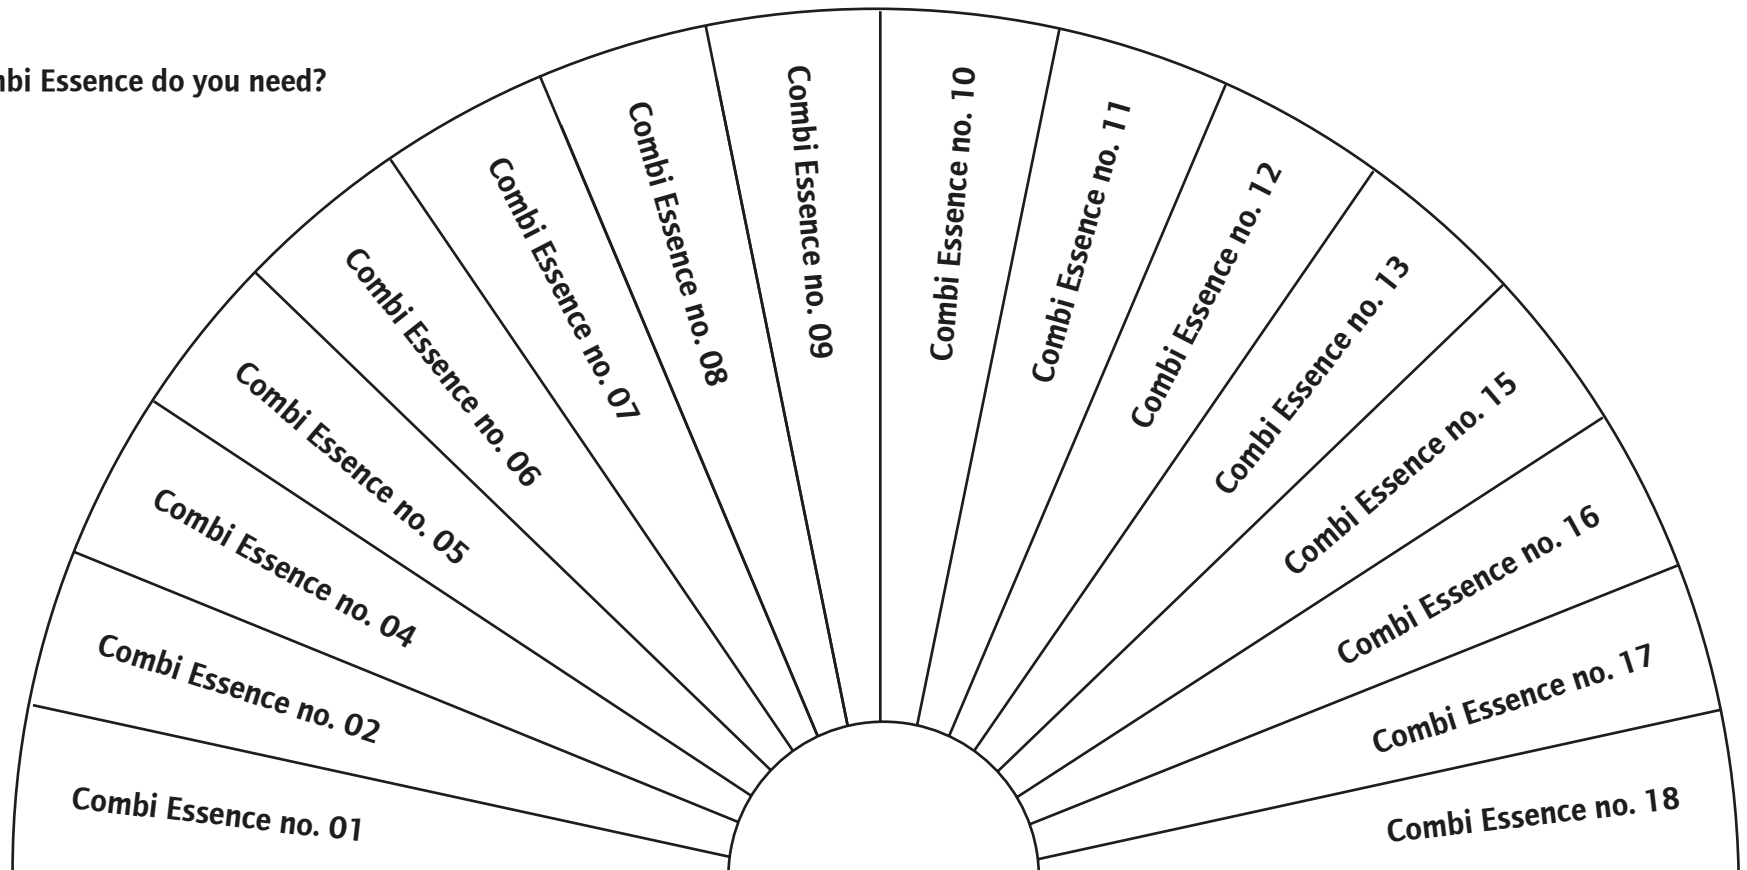 mbi Essence do you need?
Combi Essence no. 01
Combi Essence no. 02
Combi Essence no. 04
Combi Essence no. 05
Combi Essence no. 06
Combi Essence no. 07
Combi Essence no. 08
Combi Essence no. 09
Combi Essence no. 10
Combi Essence no. 11
Combi Essence no. 12
Combi Essence no. 13
Combi Essence no. 15
Combi Essence no. 16
Combi Essence no. 17
Combi Essence no. 18